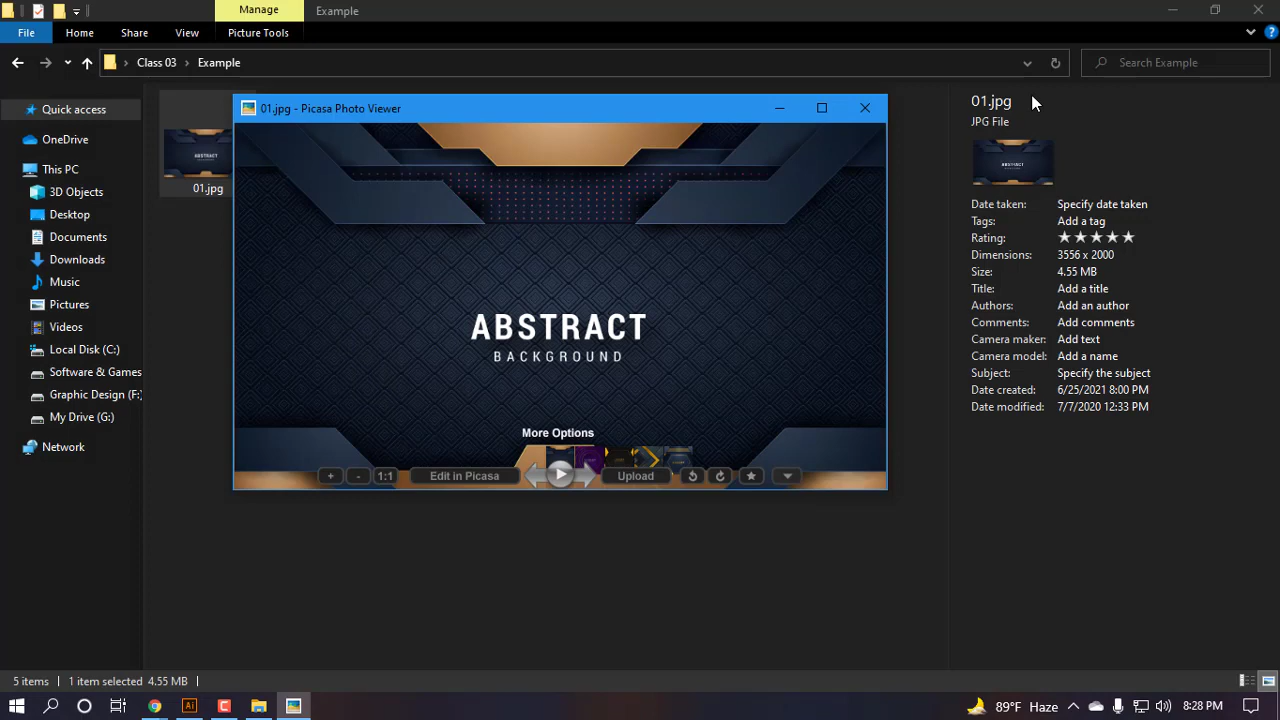 Manage
Example
File
Home
Share
View
Picture Tools
Class 03
Example
Search Example
Quick access
OneDrive
This PC
3D Objects
Desktop
Documents
Downloads
Music
Pictures
Videos
Local Disk (C:)
Software & Games
Graphic Design (F:)
My Drive (G:)
Network
01.jpg
01.jpg - Picasa Photo Viewer
ABSTRACT
BACKGROUND
More Options
+
-
1:1
Edit in Picasa
Upload
01.jpg
JPG File
ABSTRACT
Date taken: Specify date taken
Tags: Add a tag
Rating:
Dimensions: 3556 x 2000
Size: 4.55 MB
Title: Add a title
Authors: Add an author
Comments: Add comments
Camera maker: Add text
Camera model: Add a name
Subject: Specify the subject
Date created: 6/25/2021 8:00 PM
Date modified: 7/7/2020 12:33 PM
5 items
1 item selected 4.55 MB
Ai
89°F Haze
8:28 PM